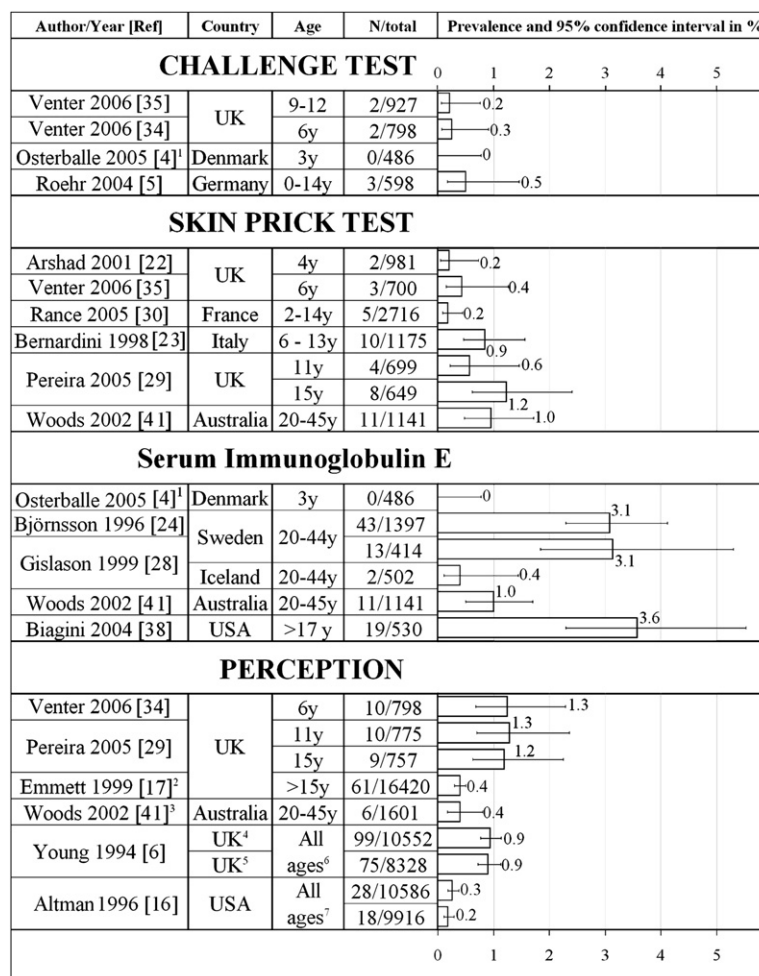 Author/Year [Ref] Country Age N/total Prevalence and 95% confidence interval in %
CHALLENGE TEST 0 1 2 3 4 5
Venter 2006 [35] UK 9-12 2/927 0.2
Venter 2006 [34] 6y 2/798 0.3
Osterballe 2005 [4]¹ Denmark 3y 0/486 0
Roehr 2004 [5] Germany 0-14y 3/598 0.5
SKIN PRICK TEST
Arshad 2001 [22] UK 4y 2/981 0.2
Venter 2006 [35] 6y 3/700 0.4
Rance 2005 [30] France 2-14y 5/2716 0.2
Bernardini 1998 [23] Italy 6 - 13y 10/1175 0.9
Pereira 2005 [29] UK 11y 4/699 0.6
15y 8/649 1.2
Woods 2002 [41] Australia 20-45y 11/1141 1.0
Serum Immunoglobulin E
Osterballe 2005 [4]¹ Denmark 3y 0/486 0
Björnsson 1996 [24] Sweden 20-44y 43/1397 3.1
Gislason 1999 [28] 13/414 3.1
Iceland 20-44y 2/502 0.4
Woods 2002 [41] Australia 20-45y 11/1141 1.0
Biagini 2004 [38] USA >17 y 19/530 3.6
PERCEPTION
Venter 2006 [34] UK 6y 10/798 1.3
Pereira 2005 [29] 11y 10/775 1.3
15y 9/757 1.2
Emmett 1999 [17]² >15y 61/16420 0.4
Woods 2002 [41]³ Australia 20-45y 6/1601 0.4
Young 1994 [6] UK⁴ All ages⁶ 99/10552 0.9
UK⁵ 75/8328 0.9
Altman 1996 [16] USA All ages⁷ 28/10586 0.3
18/9916 0.2
0 1 2 3 4 5